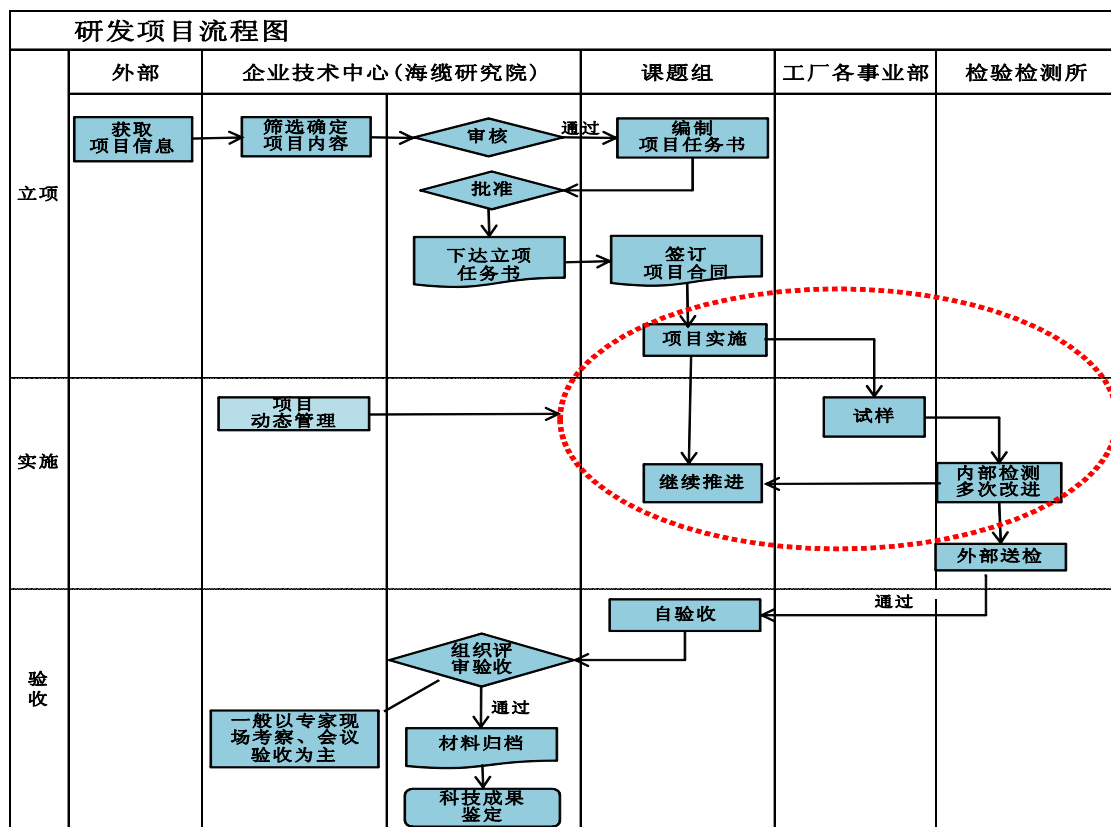 研发项目流程图
外部
企业技术中心(海缆研究院)
课题组
工厂各事业部
检验检测所
立项
获取
项目信息
筛选确定
项目内容
审核
通过
编制
项目任务书
批准
下达立项
任务书
签订
项目合同
项目实施
实施
项目
动态管理
试样
继续推进
内部检测
多次改进
外部送检
验
收
通过
自验收
组织评
审验收
一般以专家现
场考察、会议
验收为主
通过
材料归档
科技成果
鉴定